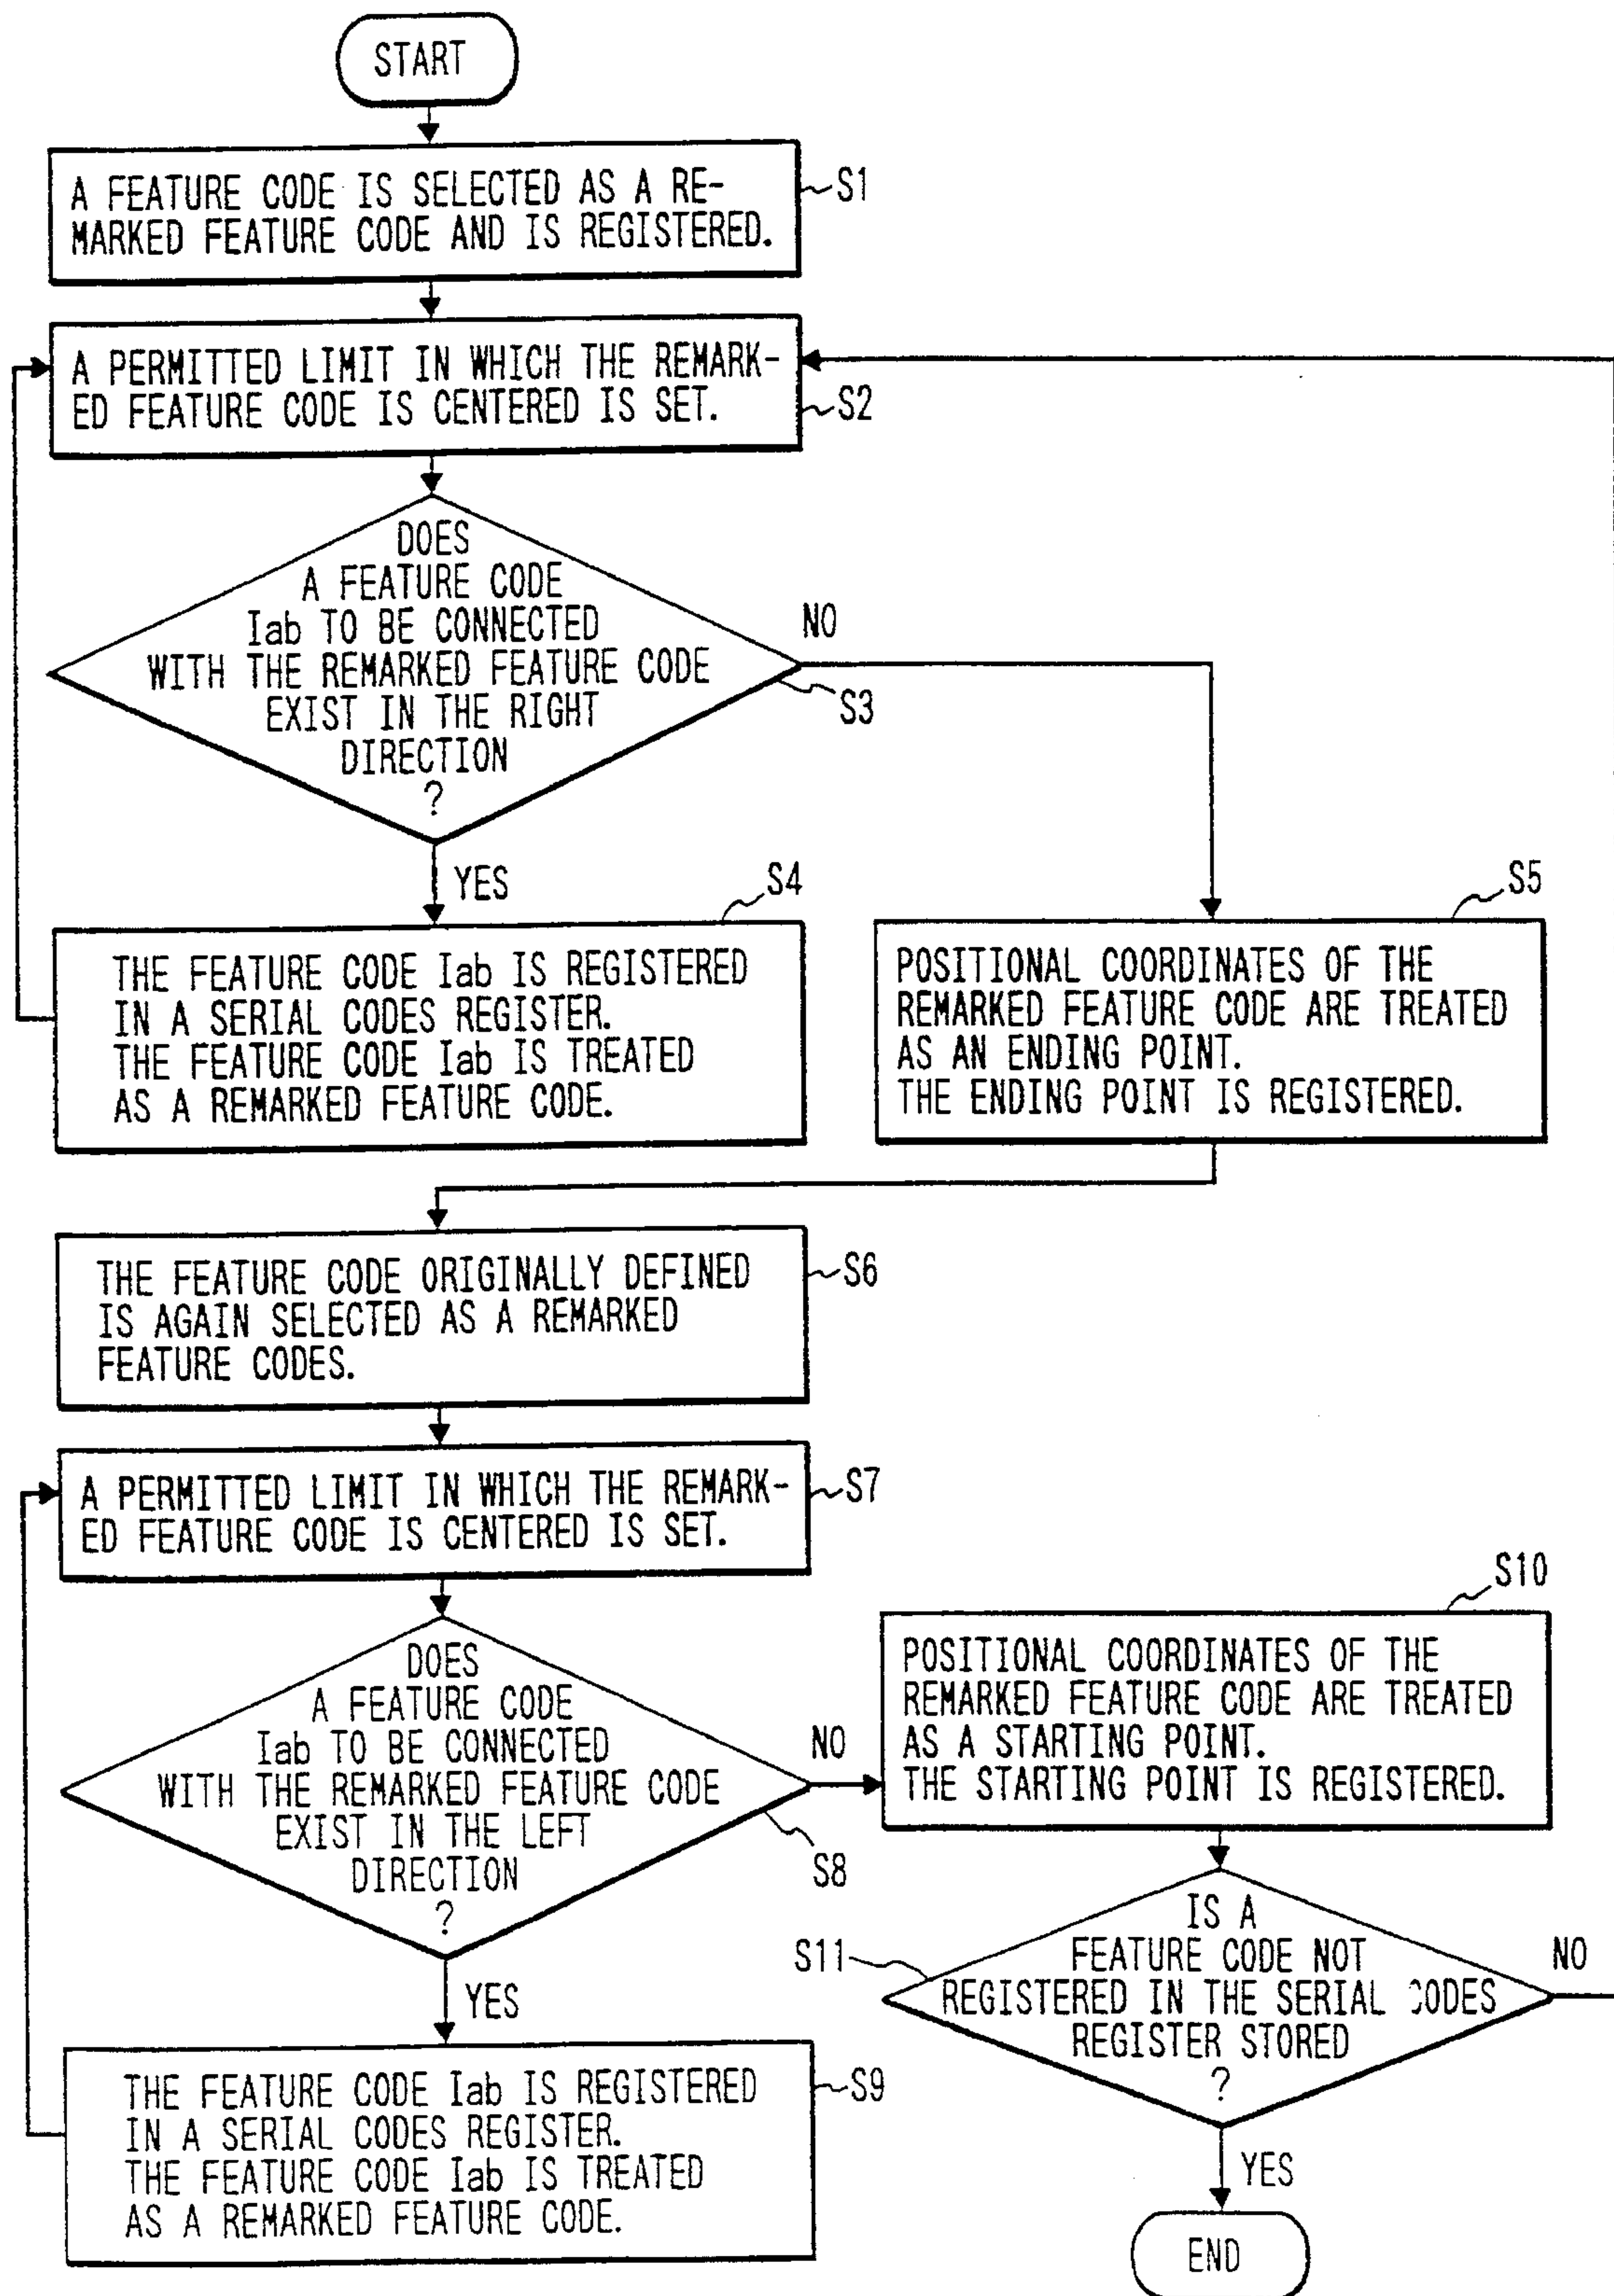 START
A FEATURE CODE IS SELECTED AS A RE-
MARKED FEATURE CODE AND IS REGISTERED.
S1
A PERMITTED LIMIT IN WHICH THE REMARK-
ED FEATURE CODE IS CENTERED IS SET.
S2
DOES
A FEATURE CODE
Iab TO BE CONNECTED
WITH THE REMARKED FEATURE CODE
EXIST IN THE RIGHT
DIRECTION
?
NO
S3
YES
S4
THE FEATURE CODE Iab IS REGISTERED
IN A SERIAL CODES REGISTER.
THE FEATURE CODE Iab IS TREATED
AS A REMARKED FEATURE CODE.
S5
POSITIONAL COORDINATES OF THE
REMARKED FEATURE CODE ARE TREATED
AS AN ENDING POINT.
THE ENDING POINT IS REGISTERED.
THE FEATURE CODE ORIGINALLY DEFINED
IS AGAIN SELECTED AS A REMARKED
FEATURE CODES.
S6
A PERMITTED LIMIT IN WHICH THE REMARK-
ED FEATURE CODE IS CENTERED IS SET.
S7
DOES
A FEATURE CODE
Iab TO BE CONNECTED
WITH THE REMARKED FEATURE CODE
EXIST IN THE LEFT
DIRECTION
?
NO
S8
YES
THE FEATURE CODE Iab IS REGISTERED
IN A SERIAL CODES REGISTER.
THE FEATURE CODE Iab IS TREATED
AS A REMARKED FEATURE CODE.
S9
S10
POSITIONAL COORDINATES OF THE
REMARKED FEATURE CODE ARE TREATED
AS A STARTING POINT.
THE STARTING POINT IS REGISTERED.
S11
IS A
FEATURE CODE NOT
REGISTERED IN THE SERIAL CODES
REGISTER STORED
?
NO
YES
END